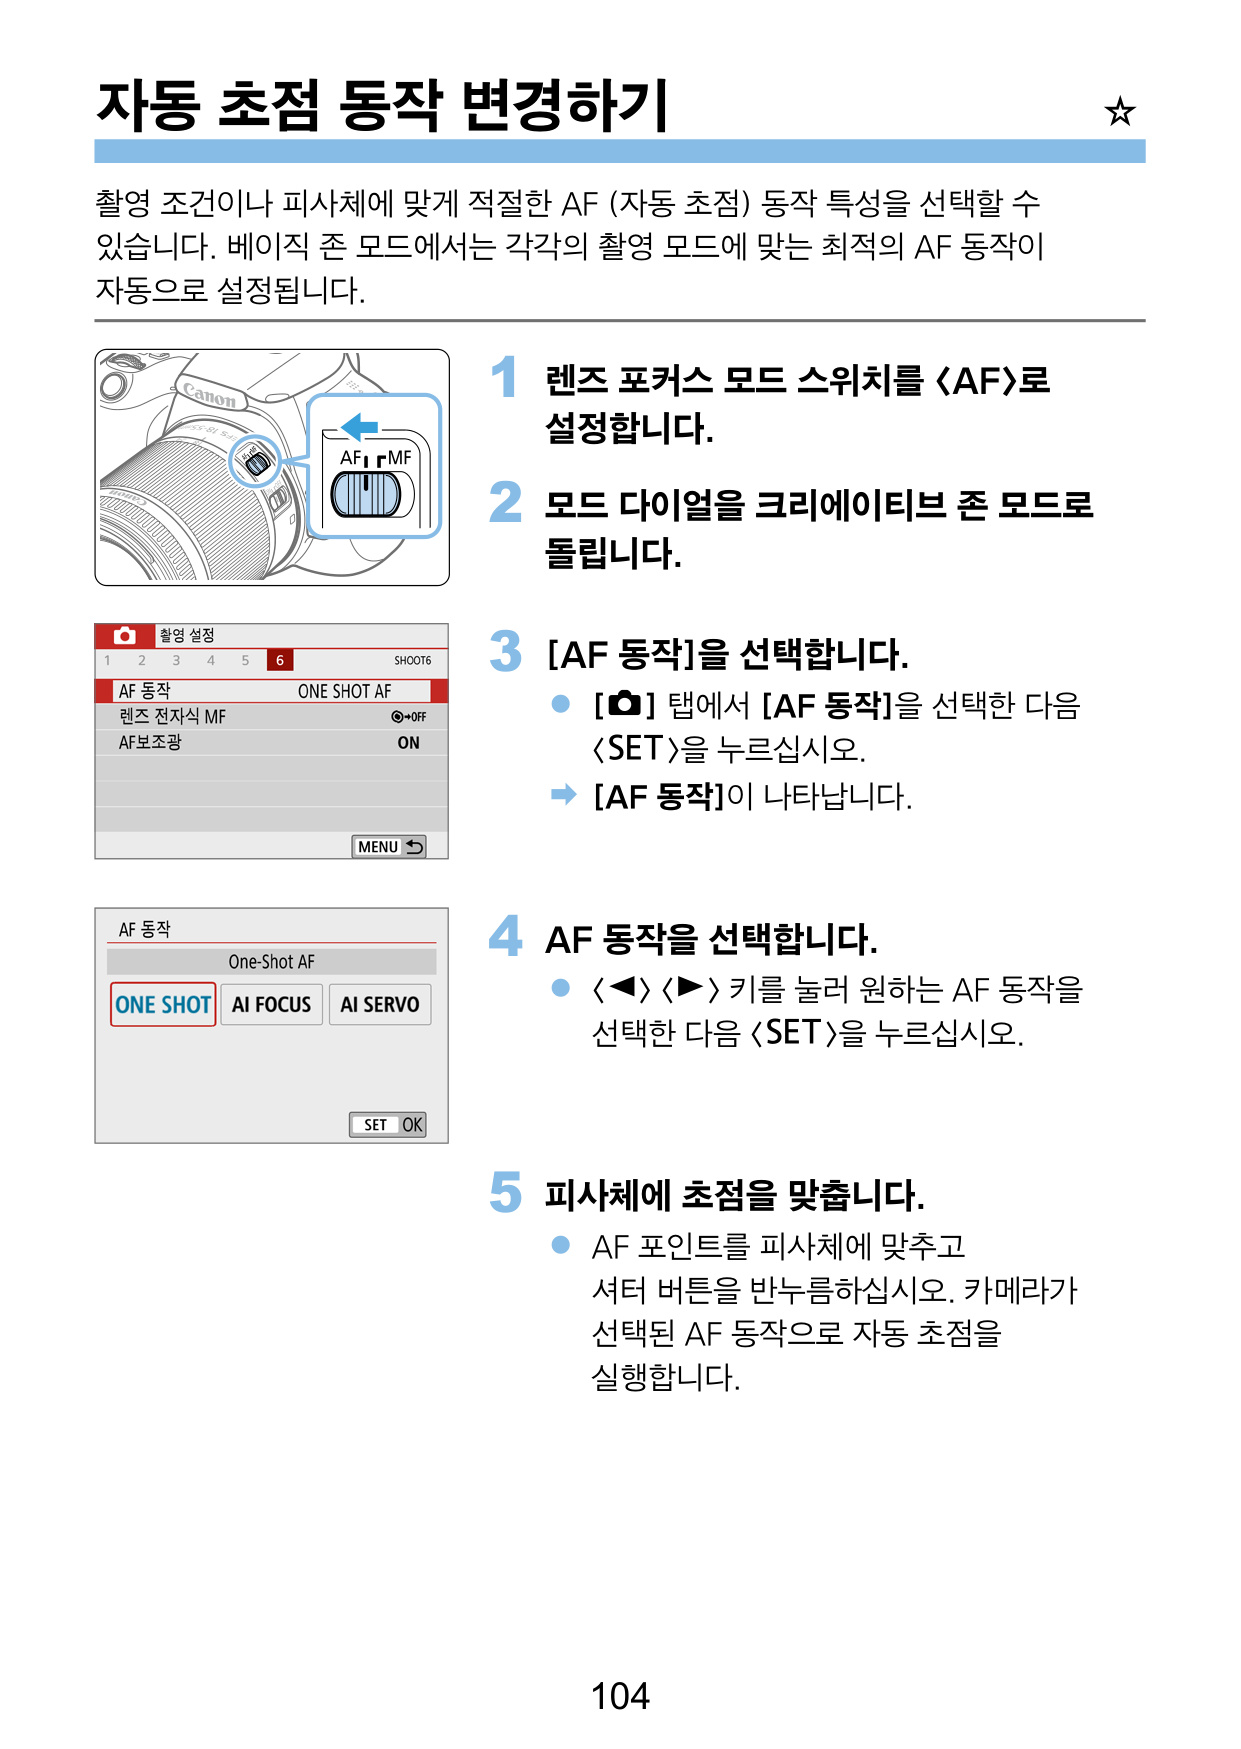 자동 초점 동작 변경하기 ☆
촬영 조건이나 피사체에 맞게 적절한 AF (자동 초점) 동작 특성을 선택할 수
있습니다. 베이직 존 모드에서는 각각의 촬영 모드에 맞는 최적의 AF 동작이
자동으로 설정됩니다.
Canon
AF MF
1 렌즈 포커스 모드 스위치를 〈AF〉로
설정합니다.
2 모드 다이얼을 크리에이티브 존 모드로
돌립니다.
촬영 설정
1 2 3 4 5 6 SHOOT6
AF 동작 ONE SHOT AF
렌즈 전자식 MF ◎→OFF
AF보조광 ON
MENU
3 [AF 동작]을 선택합니다.
● [📷] 탭에서 [AF 동작]을 선택한 다음
〈SET〉을 누르십시오.
➡ [AF 동작]이 나타납니다.
AF 동작
One-Shot AF
ONE SHOT AI FOCUS AI SERVO
SET OK
4 AF 동작을 선택합니다.
● 〈◀〉〈▶〉 키를 눌러 원하는 AF 동작을
선택한 다음 〈SET〉을 누르십시오.
5 피사체에 초점을 맞춥니다.
● AF 포인트를 피사체에 맞추고
셔터 버튼을 반누름하십시오. 카메라가
선택된 AF 동작으로 자동 초점을
실행합니다.
104